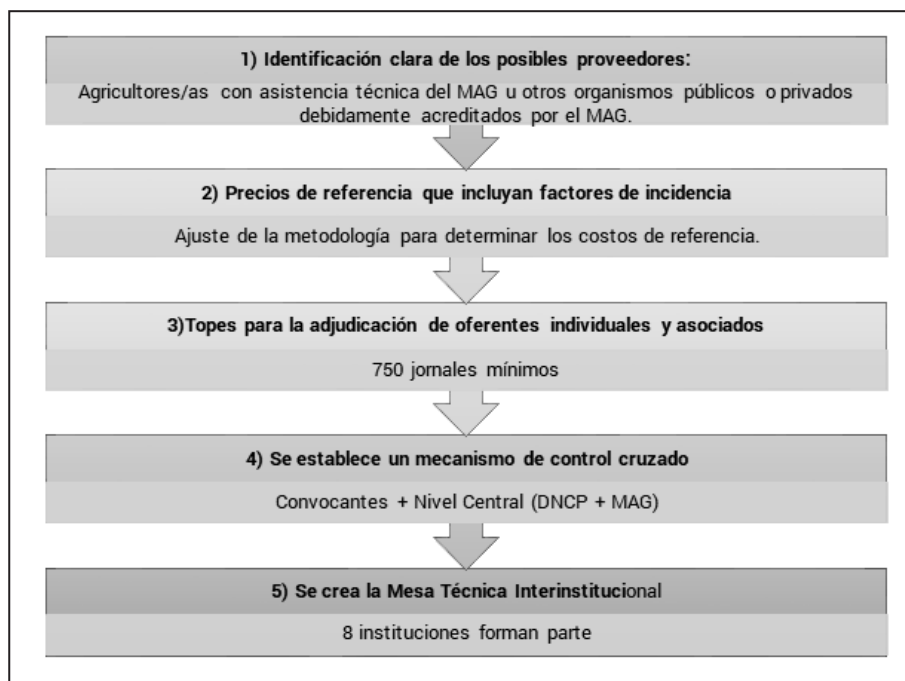 1) Identificación clara de los posibles proveedores:
Agricultores/as con asistencia técnica del MAG u otros organismos públicos o privados
debidamente acreditados por el MAG.
2) Precios de referencia que incluyan factores de incidencia
Ajuste de la metodología para determinar los costos de referencia.
3)Topes para la adjudicación de oferentes individuales y asociados
750 jornales mínimos
4) Se establece un mecanismo de control cruzado
Convocantes + Nivel Central (DNCP + MAG)
5) Se crea la Mesa Técnica Interinstitucional
8 instituciones forman parte